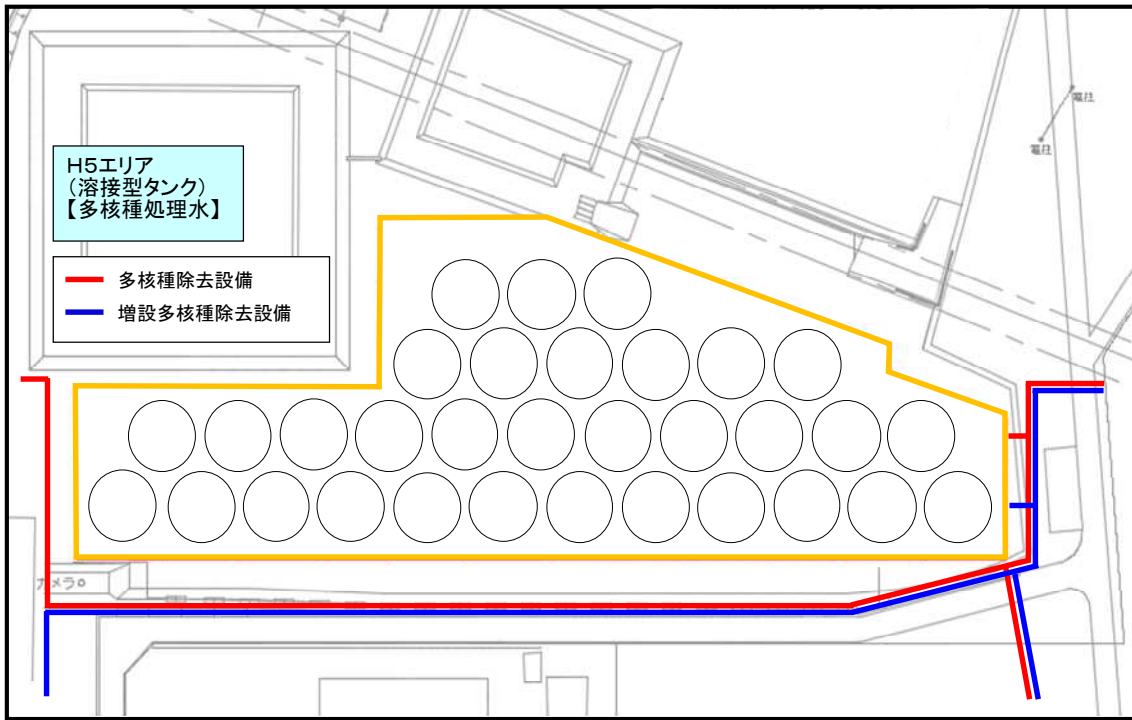 電柱
電柱
H5エリア
(溶接型タンク)
【多核種処理水】
多核種除去設備
増設多核種除去設備
カメラ